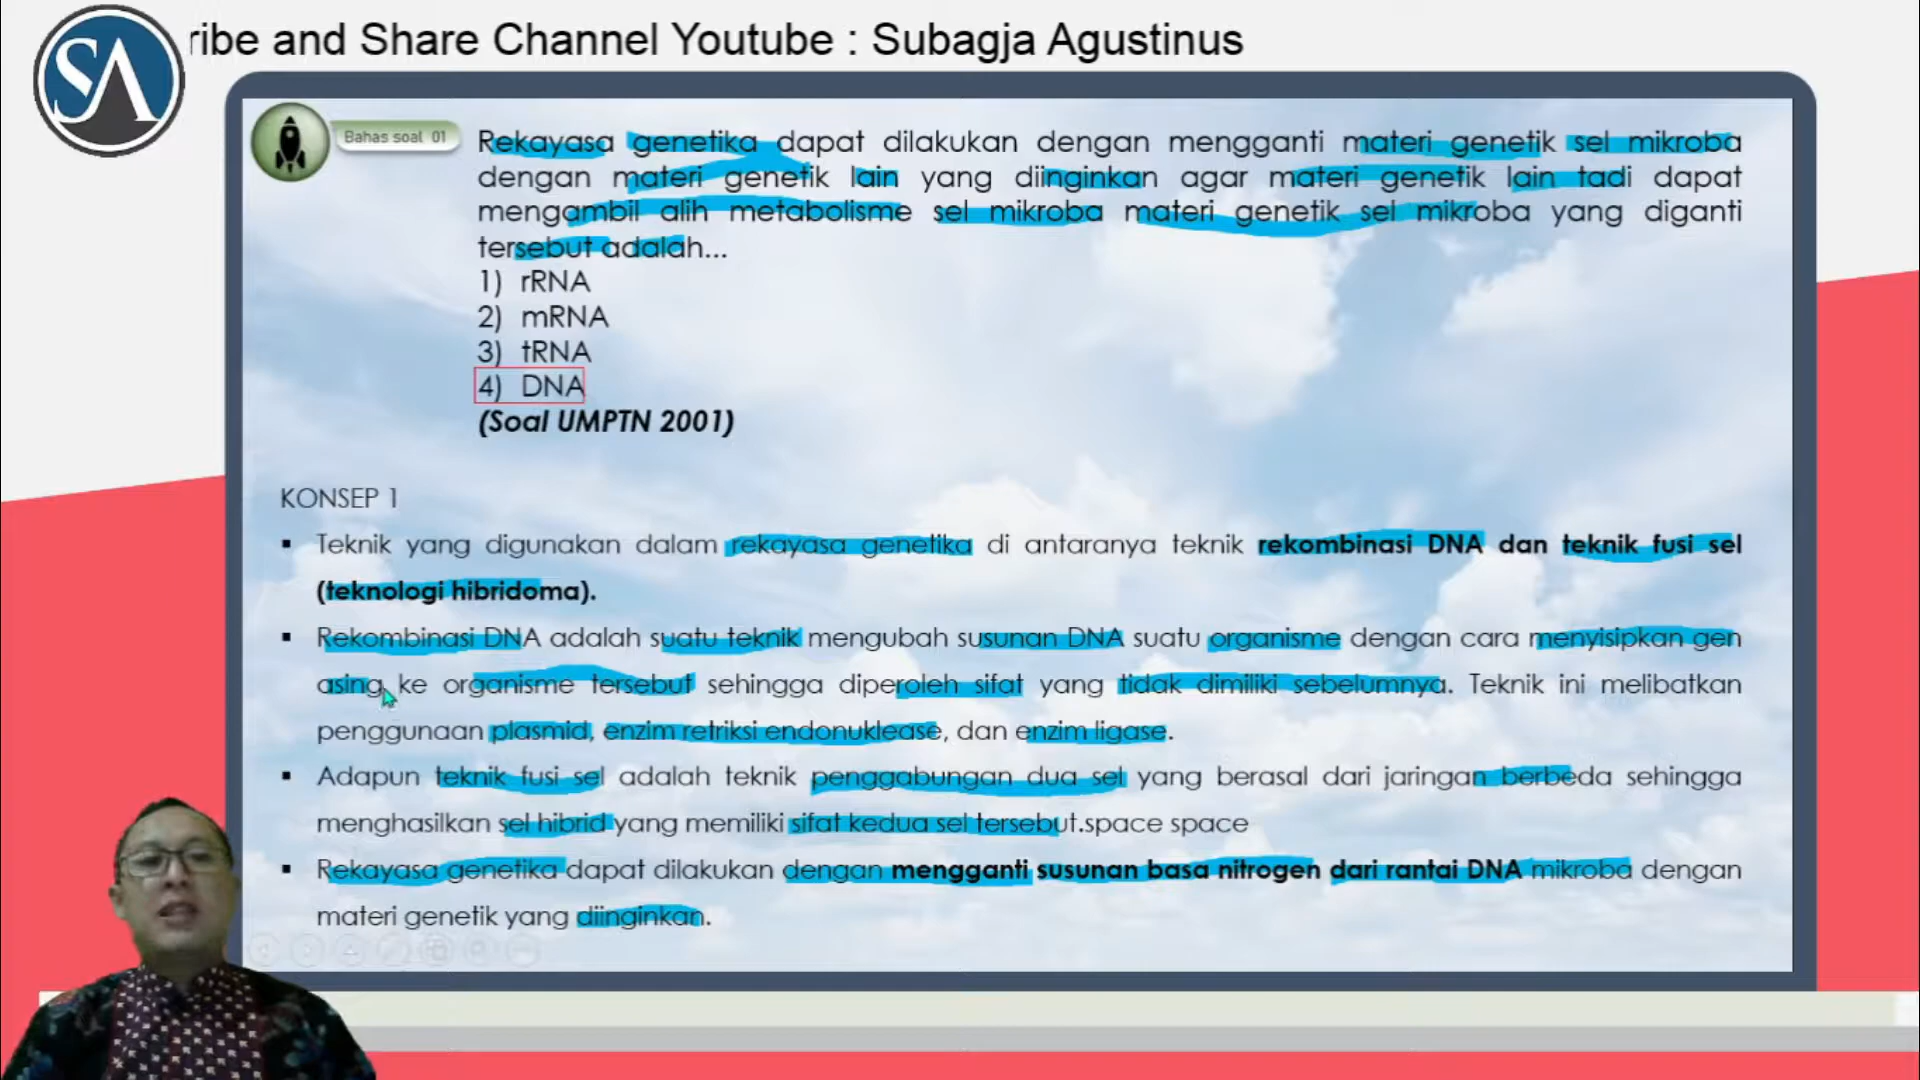 ribe and Share Channel Youtube : Subagja Agustinus
SA
Bahas soal 01
Rekayasa genetika dapat dilakukan dengan mengganti materi genetik sel mikroba
dengan materi genetik lain yang diinginkan agar materi genetik lain tadi dapat
mengambil alih metabolisme sel mikroba materi genetik sel mikroba yang diganti
tersebut adalah...
1) rRNA
2) mRNA
3) tRNA
4) DNA
(Soal UMPTN 2001)
KONSEP 1
▪ Teknik yang digunakan dalam rekayasa genetika di antaranya teknik rekombinasi DNA dan teknik fusi sel
(teknologi hibridoma).
▪ Rekombinasi DNA adalah suatu teknik mengubah susunan DNA suatu organisme dengan cara menyisipkan gen
asing ke organisme tersebut sehingga diperoleh sifat yang tidak dimiliki sebelumnya. Teknik ini melibatkan
penggunaan plasmid, enzim retriksi endonuklease, dan enzim ligase.
▪ Adapun teknik fusi sel adalah teknik penggabungan dua sel yang berasal dari jaringan berbeda sehingga
menghasilkan sel hibrid yang memiliki sifat kedua sel tersebut.space space
▪ Rekayasa genetika dapat dilakukan dengan mengganti susunan basa nitrogen dari rantai DNA mikroba dengan
materi genetik yang diinginkan.